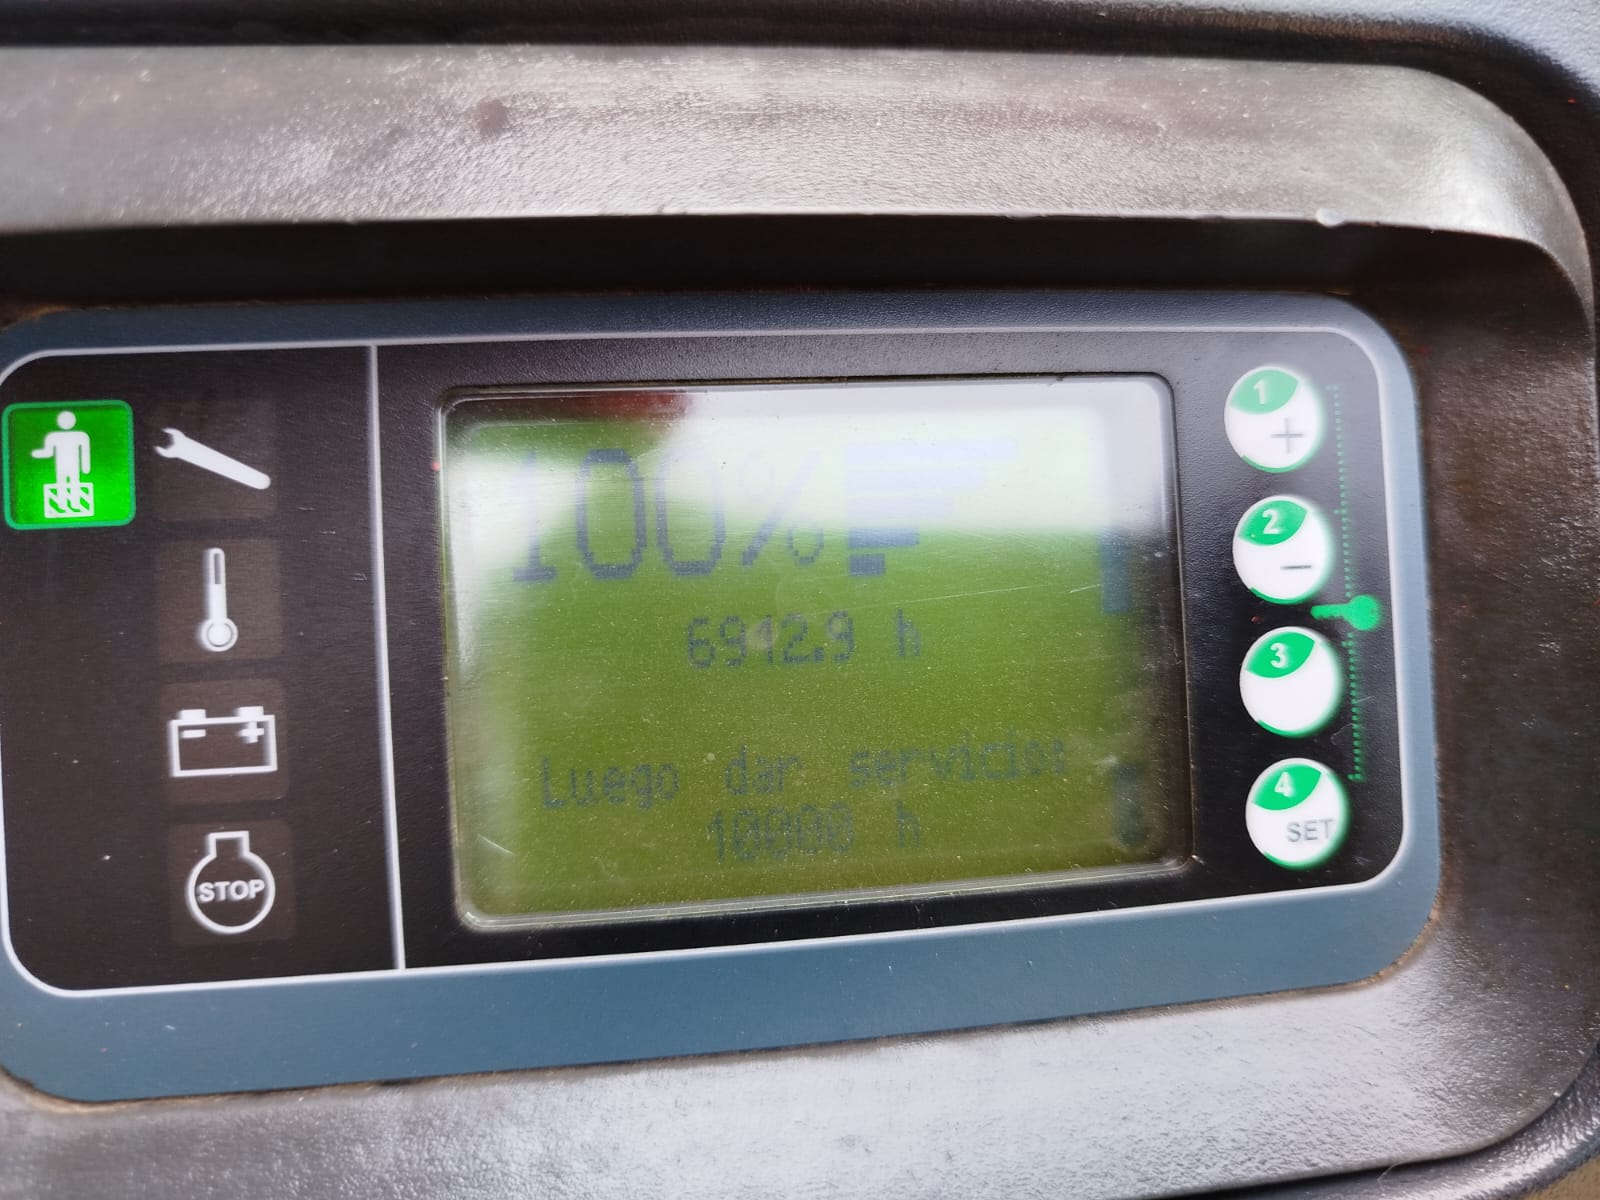 100%
6912.9 h
Luego dar servicio:
10000 h
STOP
1
+
2
−
3
4
SET